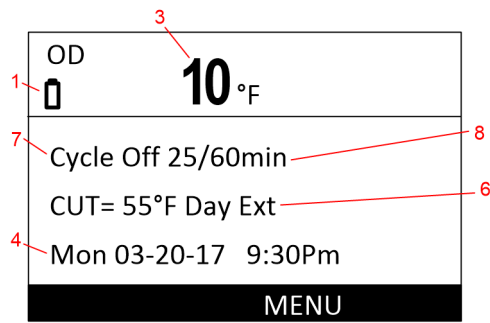 3
OD
1
10 °F
7
8
Cycle Off 25/60min
CUT= 55°F Day Ext
6
4
Mon 03-20-17 9:30Pm
MENU